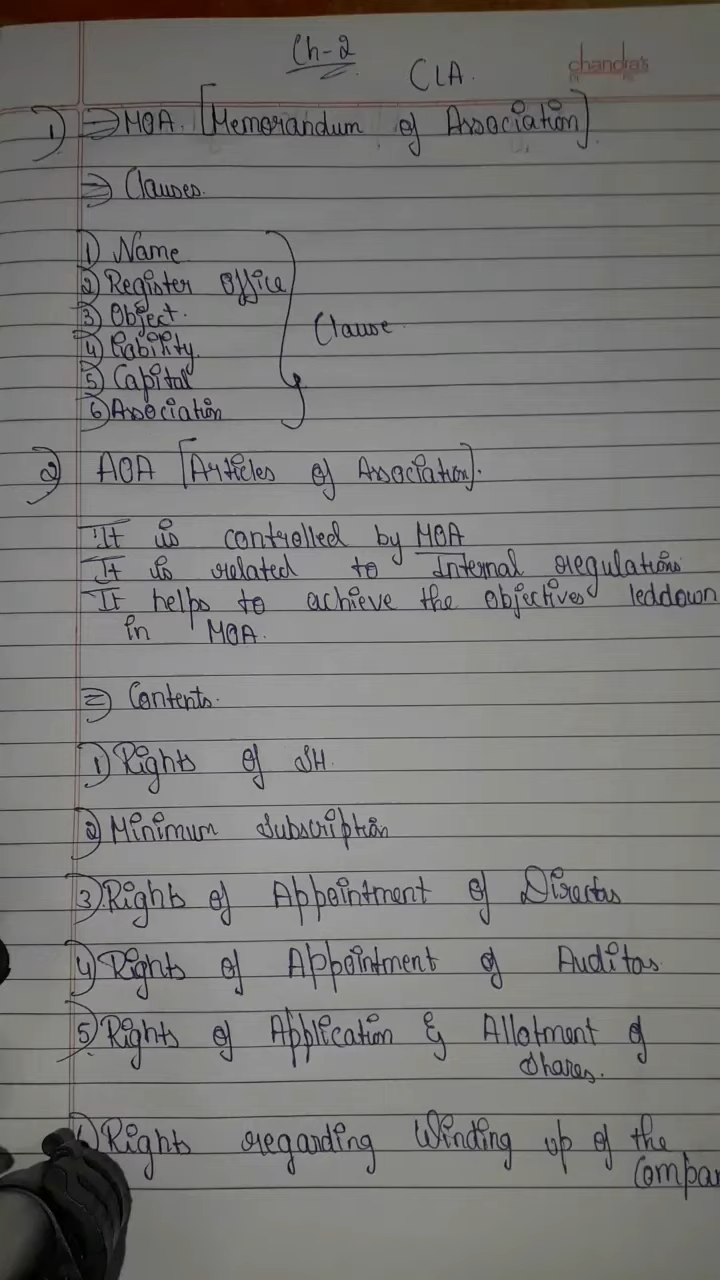 Ch-2
CLA.
chandra's
1) ⇒ MOA. [Memorandum of Association].
⇒ Clauses.
1) Name
2) Register office
3) Object.
4) Liability.
5) Capital
6) Association
Clause
2) AOA [Articles of Association].
It is controlled by MOA
It is related to Internal regulations
It helps to achieve the objectives leddown
in MOA.
⇒ Contents.
1) Rights of SH.
2) Minimum Subscription
3) Rights of Appointment of Directors
4) Rights of Appointment of Auditors
5) Rights of Application & Allotment of
Shares.
Rights regarding Winding up of the
Compan